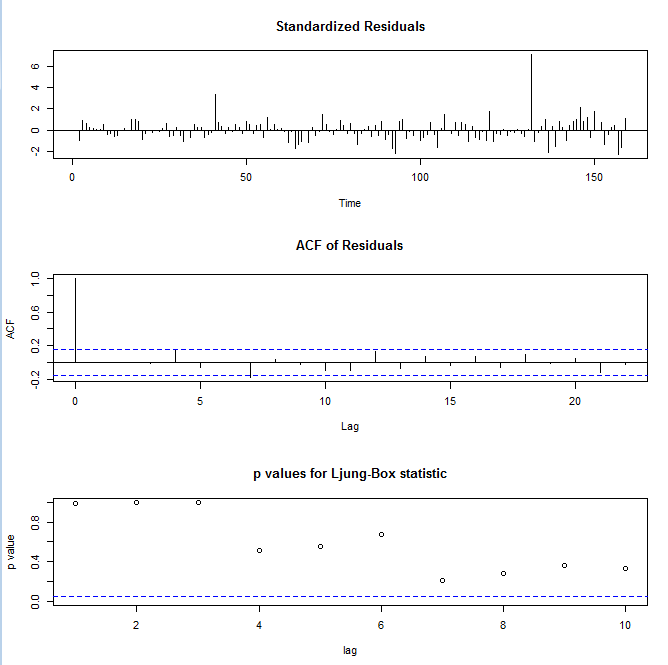 Standardized Residuals
6
4
2
0
-2
0 50 100 150
Time
ACF of Residuals
ACF
1.0
0.6
0.2
-0.2
0 5 10 15 20
Lag
p values for Ljung-Box statistic
p value
0.8
0.4
0.0
2 4 6 8 10
lag